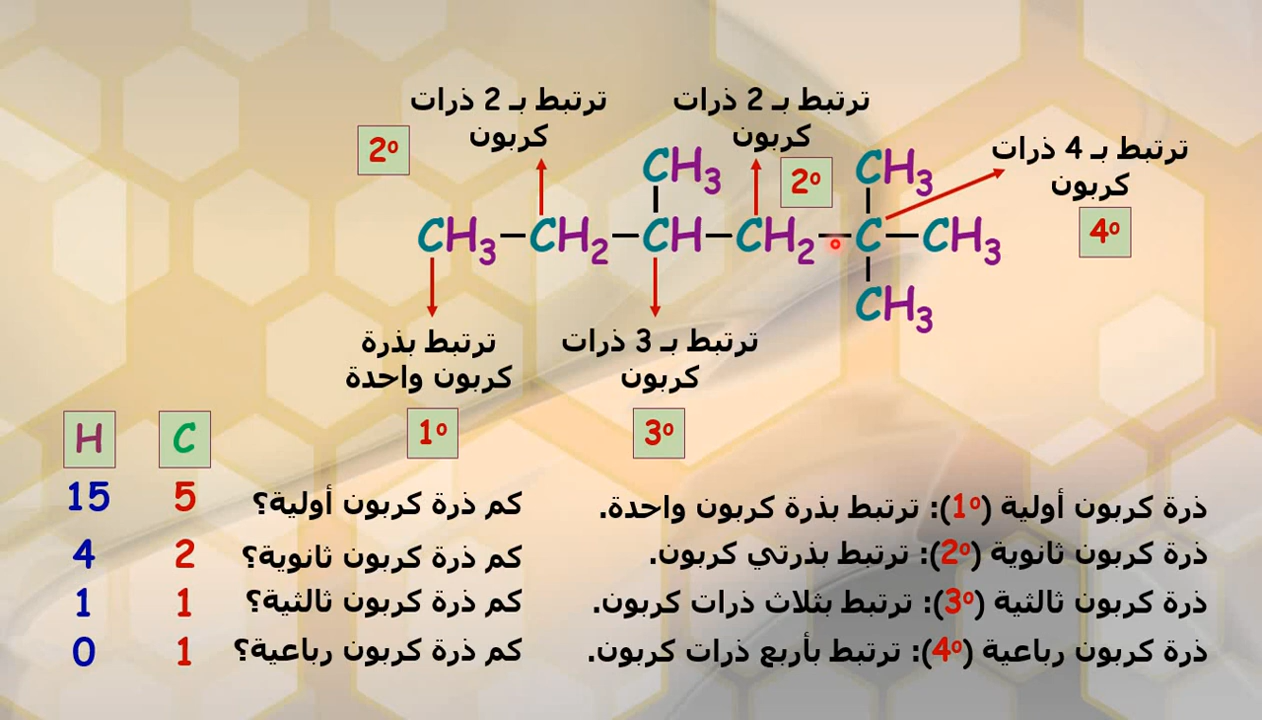 ترتبط بـ 2 ذرات
كربون
ترتبط بـ 2 ذرات
كربون
ترتبط بـ 4 ذرات
كربون
2º
2º
4º
CH3 CH3
CH3–CH2–CH–CH2–C–CH3
CH3
ترتبط بذرة
كربون واحدة
ترتبط بـ 3 ذرات
كربون
1º
3º
H C
ذرة كربون أولية (1º): ترتبط بذرة كربون واحدة.
كم ذرة كربون أولية؟ 5 15
ذرة كربون ثانوية (2º): ترتبط بذرتي كربون.
كم ذرة كربون ثانوية؟ 2 4
ذرة كربون ثالثية (3º): ترتبط بثلاث ذرات كربون.
كم ذرة كربون ثالثية؟ 1 1
ذرة كربون رباعية (4º): ترتبط بأربع ذرات كربون.
كم ذرة كربون رباعية؟ 1 0